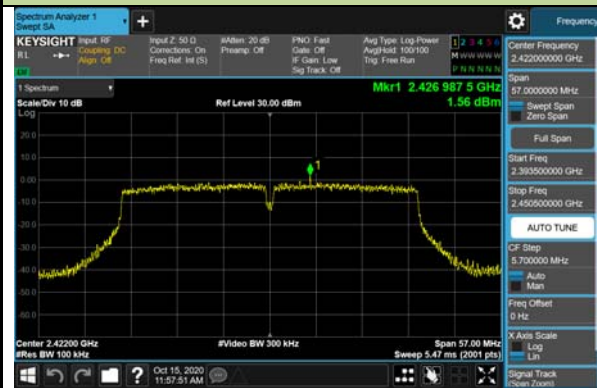 Spectrum Analyzer 1
Swept SA
Frequency
KEYSIGHT
RL
Input: RF
Coupling: DC
Align: Off
Input Z: 50 Ω
Corrections: On
Freq Ref: Int (S)
#Atten: 20 dB
Preamp: Off
PNO: Fast
Gate: Off
IF Gain: Low
Sig Track: Off
Avg Type: Log-Power
Avg|Hold: 100/100
Trig: Free Run
1 2 3 4 5 6
M W W W W W
P N N N N N
1 Spectrum
Scale/Div 10 dB
Ref Level 30.00 dBm
Mkr1 2.426 987 5 GHz
1.56 dBm
Log
20.0
10.0
0.00
-10.0
-20.0
-30.0
-40.0
-50.0
-60.0
1
Center 2.42200 GHz
#Video BW 300 kHz
Span 57.00 MHz
#Res BW 100 kHz
Sweep 5.47 ms (2001 pts)
Center Frequency
2.422000000 GHz
Span
57.0000000 MHz
Swept Span
Zero Span
Full Span
Start Freq
2.393500000 GHz
Stop Freq
2.450500000 GHz
AUTO TUNE
CF Step
5.700000 MHz
Auto
Man
Freq Offset
0 Hz
X Axis Scale
Log
Lin
Signal Track
(Span Zoom)
Oct 15, 2020
11:57:51 AM